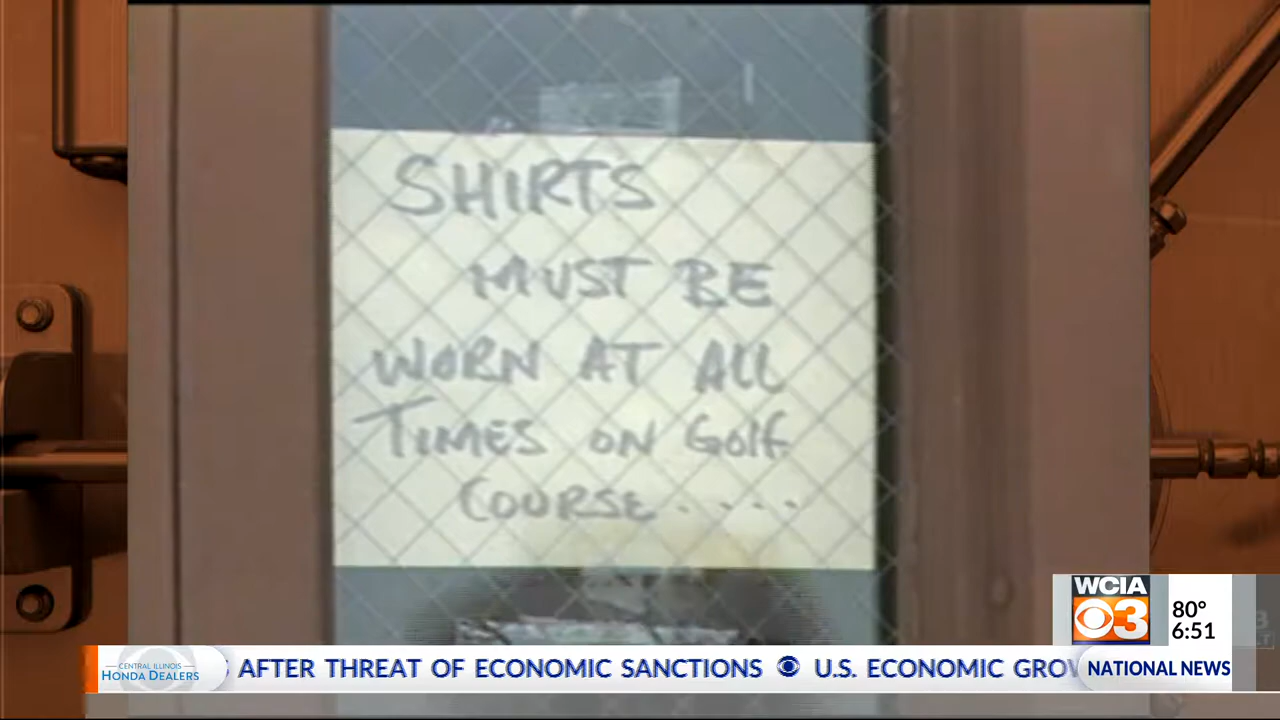 SHIRTS
MUST BE
WORN AT ALL
TIMES ON GOLF
COURSE.....
WCIA
3
80°
6:51
CENTRAL ILLINOIS
HONDA DEALERS
AFTER THREAT OF ECONOMIC SANCTIONS
U.S. ECONOMIC GROW
NATIONAL NEWS